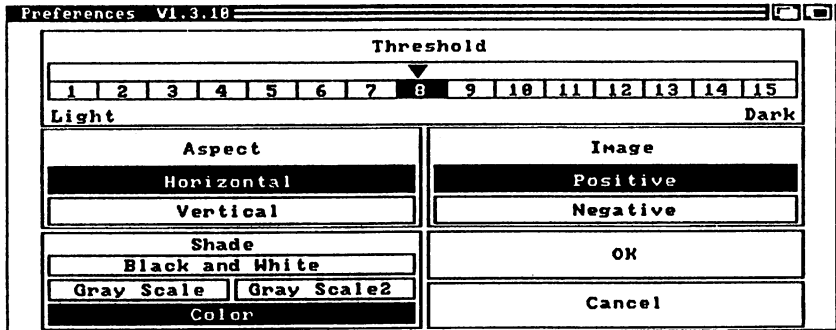 Preferences V1.3.10
Threshold
1 2 3 4 5 6 7 8 9 10 11 12 13 14 15
Light Dark
Aspect
Horizontal
Vertical
Image
Positive
Negative
Shade
Black and White
Gray Scale Gray Scale2
Color
OK
Cancel